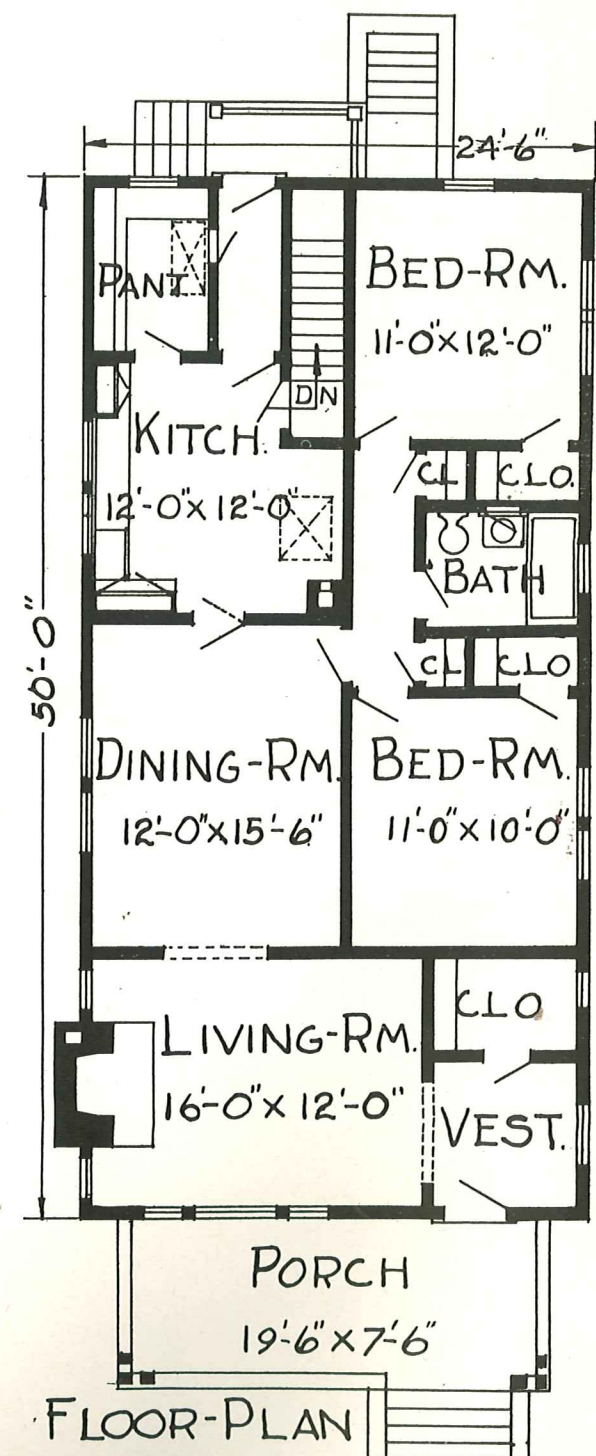 24'-6"
50'-0"
PANT.
BED-RM.
11'-0"X12'-0"
DN
KITCH.
12'-0"X12'-0"
CL
CLO.
BATH
CL
CLO
DINING-RM.
12'-0"X15'-6"
BED-RM.
11'-0"X10'-0"
LIVING-RM.
16'-0"X12'-0"
CLO
VEST.
PORCH
19'-6"X7'-6"
FLOOR-PLAN